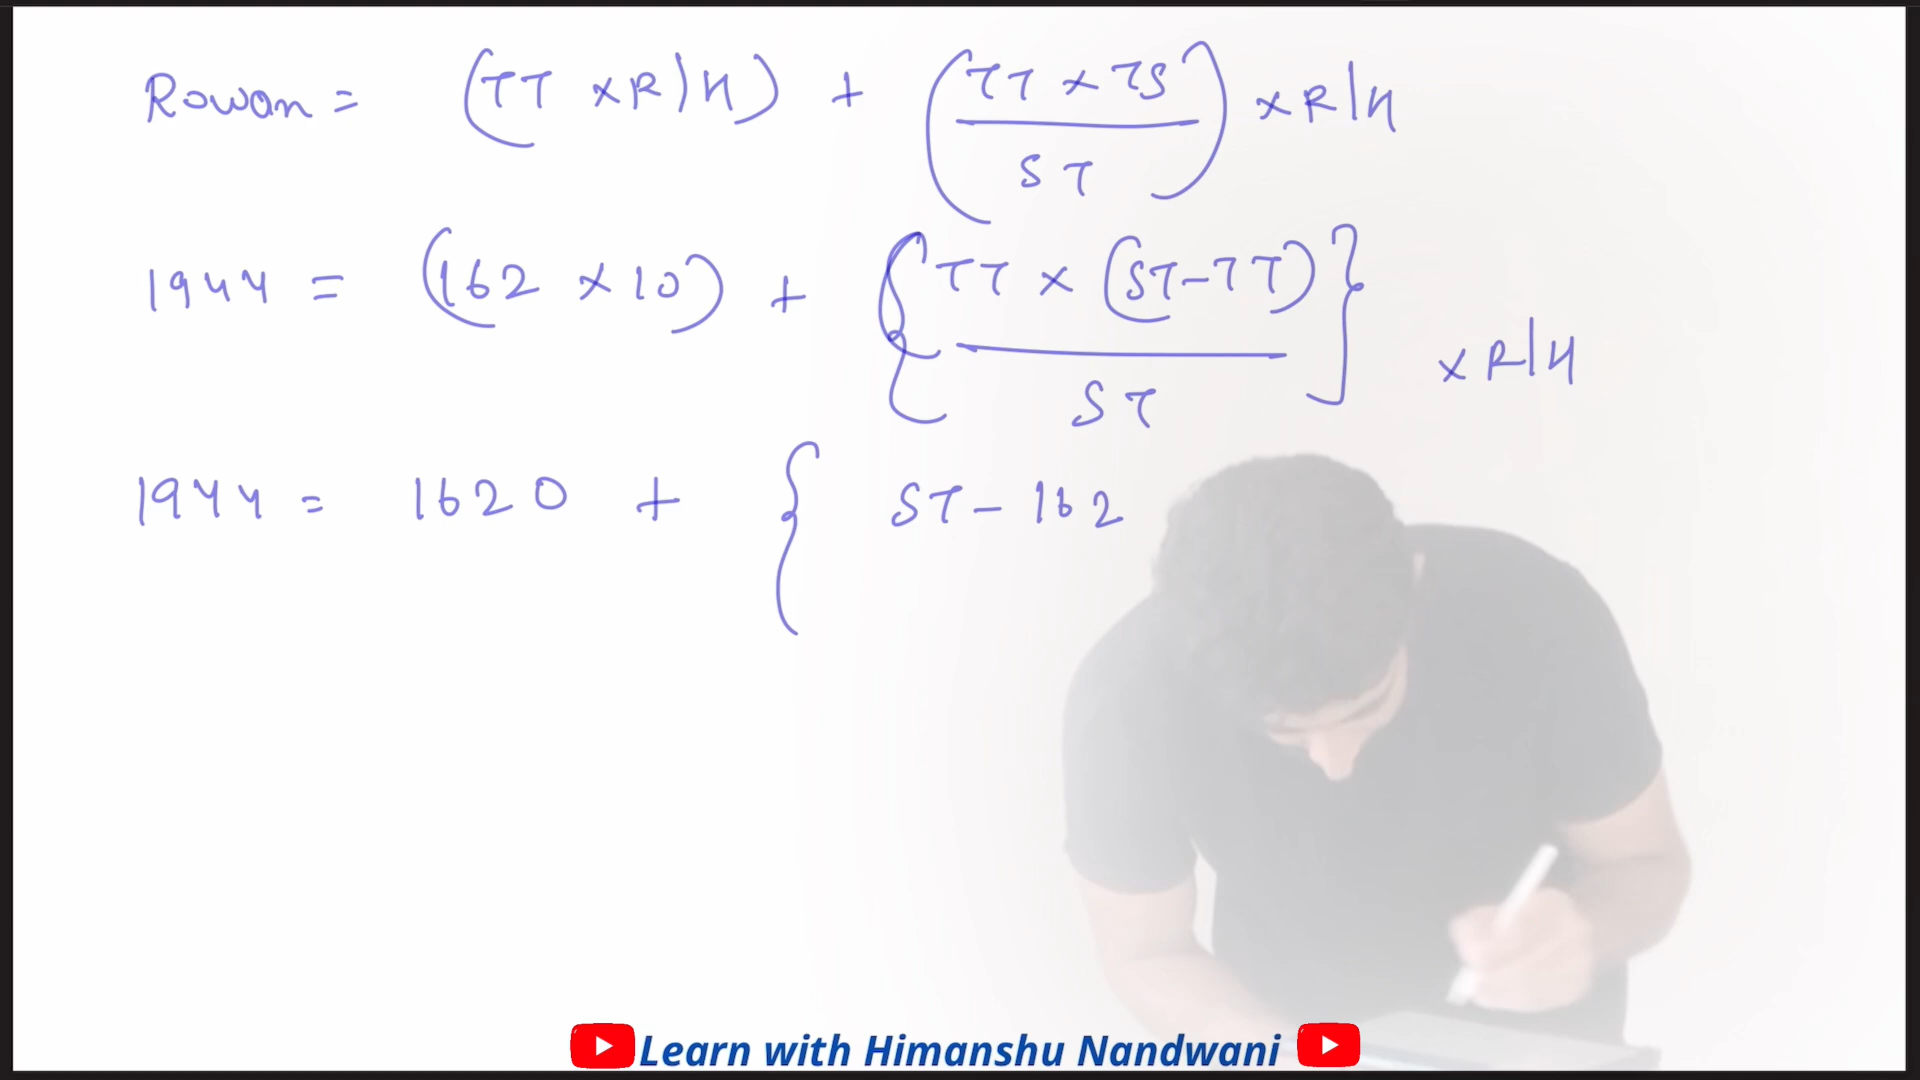 Rowan = (TT x R/H) + (TT x TS / ST) x R/H
1944 = (162 x 10) + {TT x (ST-TT) / ST} x R/H
1944 = 1620 + { ST - 162
Learn with Himanshu Nandwani